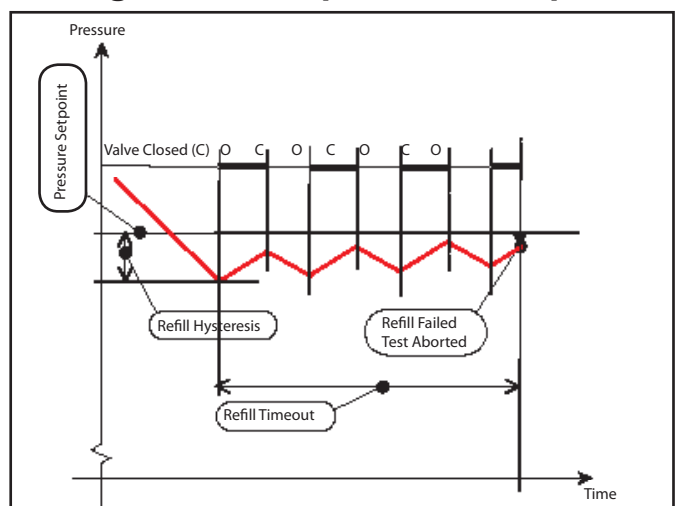 Pressure
Pressure Setpoint
Valve Closed (C) O C O C O C O
Refill Hysteresis
Refill Failed
Test Aborted
Refill Timeout
Time